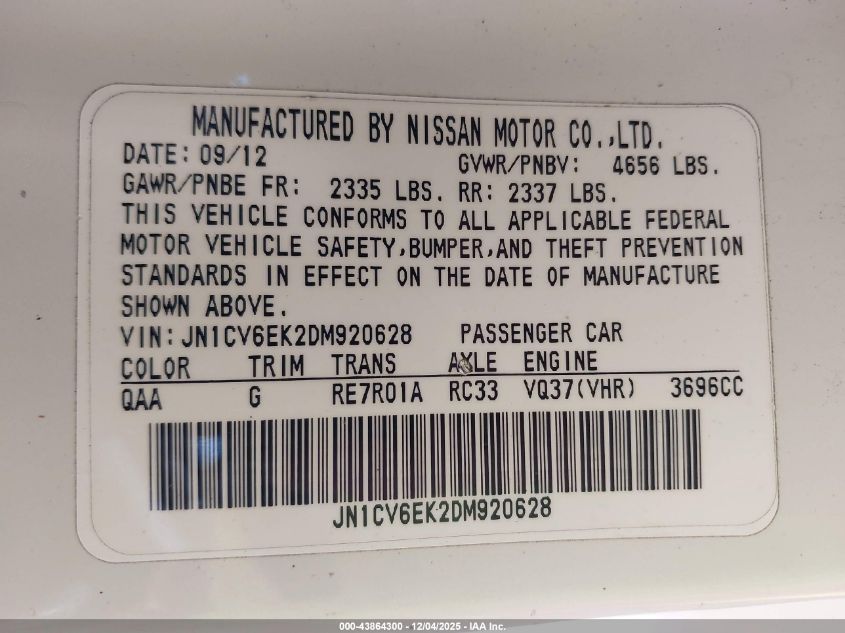 MANUFACTURED BY NISSAN MOTOR CO.,LTD.
DATE: 09/12 GVWR/PNBV: 4656 LBS.
GAWR/PNBE FR: 2335 LBS. RR: 2337 LBS.
THIS VEHICLE CONFORMS TO ALL APPLICABLE FEDERAL
MOTOR VEHICLE SAFETY,BUMPER,AND THEFT PREVENTION
STANDARDS IN EFFECT ON THE DATE OF MANUFACTURE
SHOWN ABOVE.
VIN:JN1CV6EK2DM920628 PASSENGER CAR
COLOR TRIM TRANS AXLE ENGINE
QAA G RE7R01A RC33 VQ37(VHR) 3696CC
JN1CV6EK2DM920628
000-43864300 - 12/04/2025 - IAA Inc.